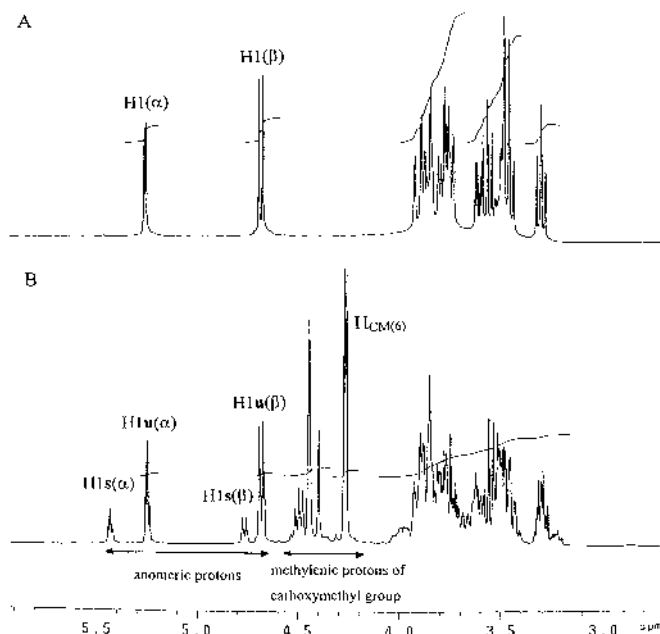 A
H1(α)
H1(β)
B
H1s(α)
H1u(α)
H1s(β)
H1u(β)
H_CM(6)
anomeric protons
methylenic protons of
carboxymethyl group
5.5 5.0 4.5 4.0 3.5 3.0 ppm